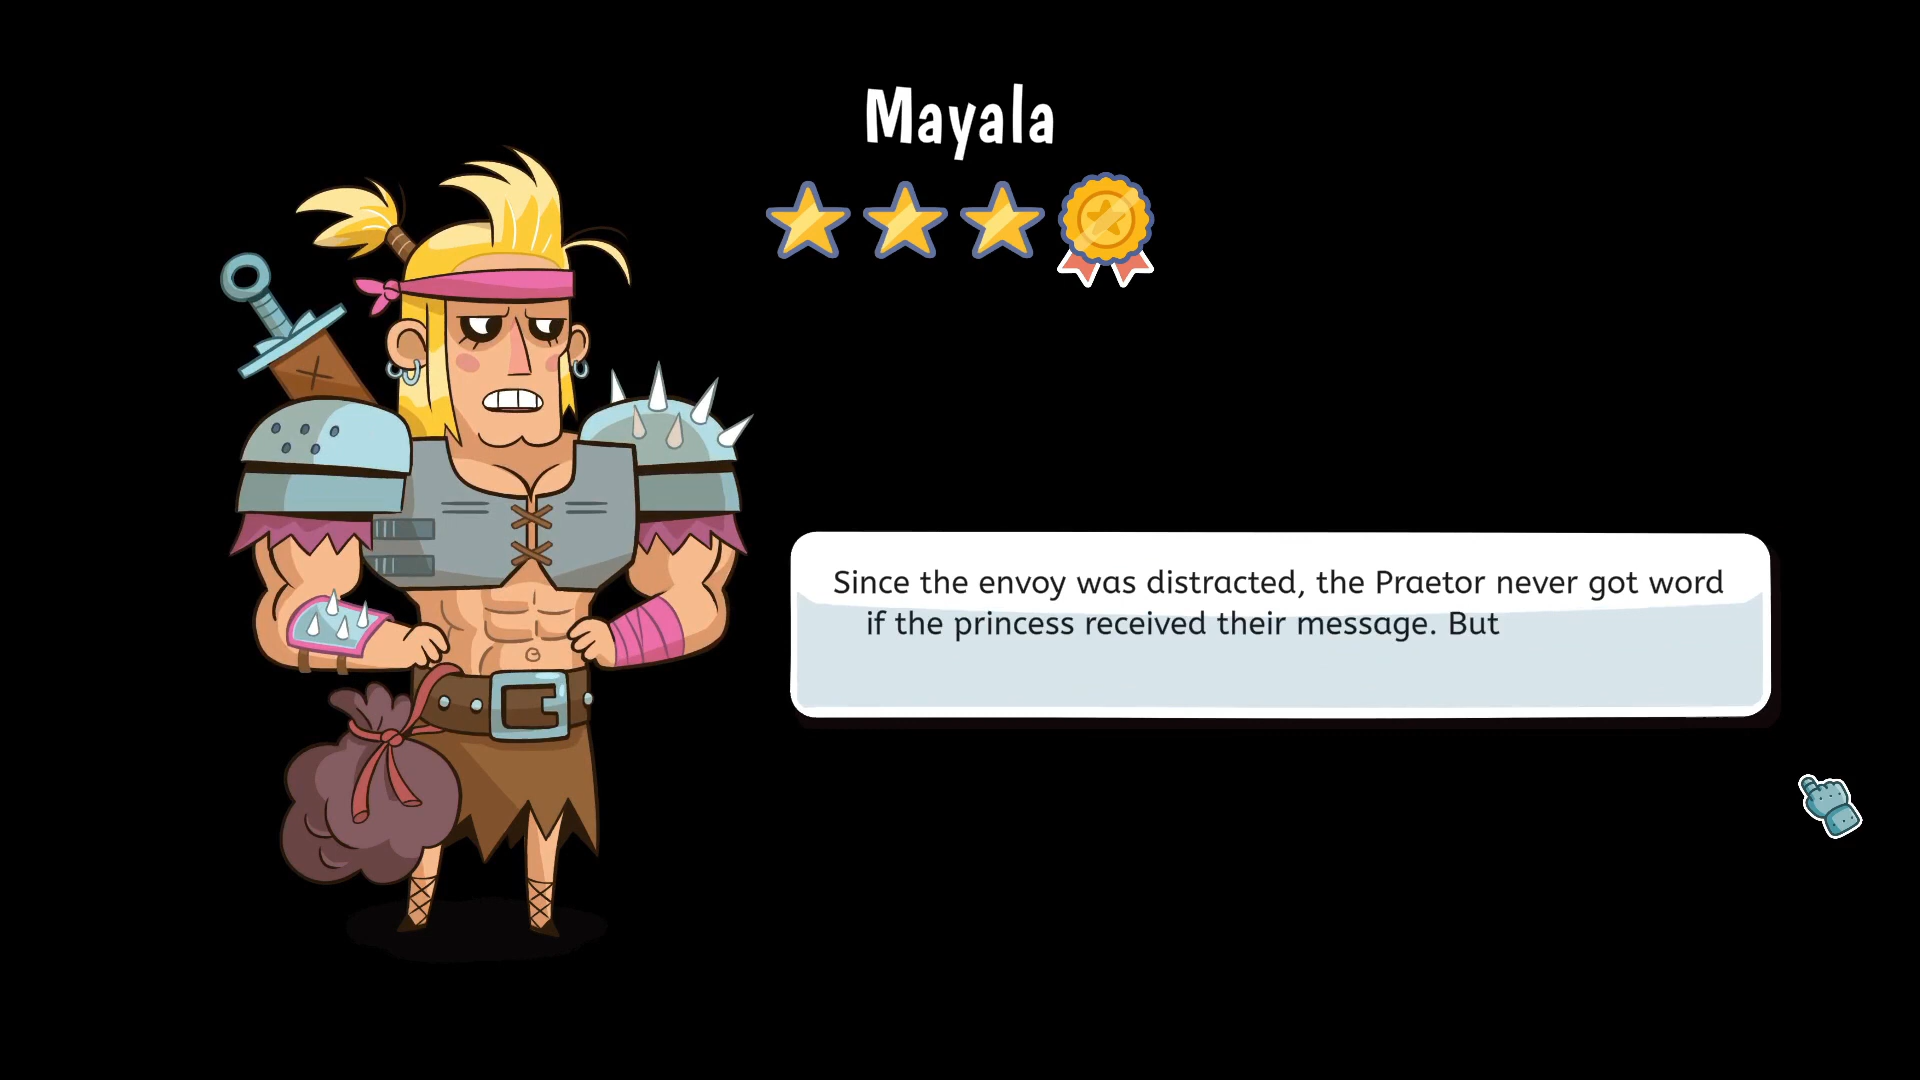 Mayala
Since the envoy was distracted, the Praetor never got word
if the princess received their message. But